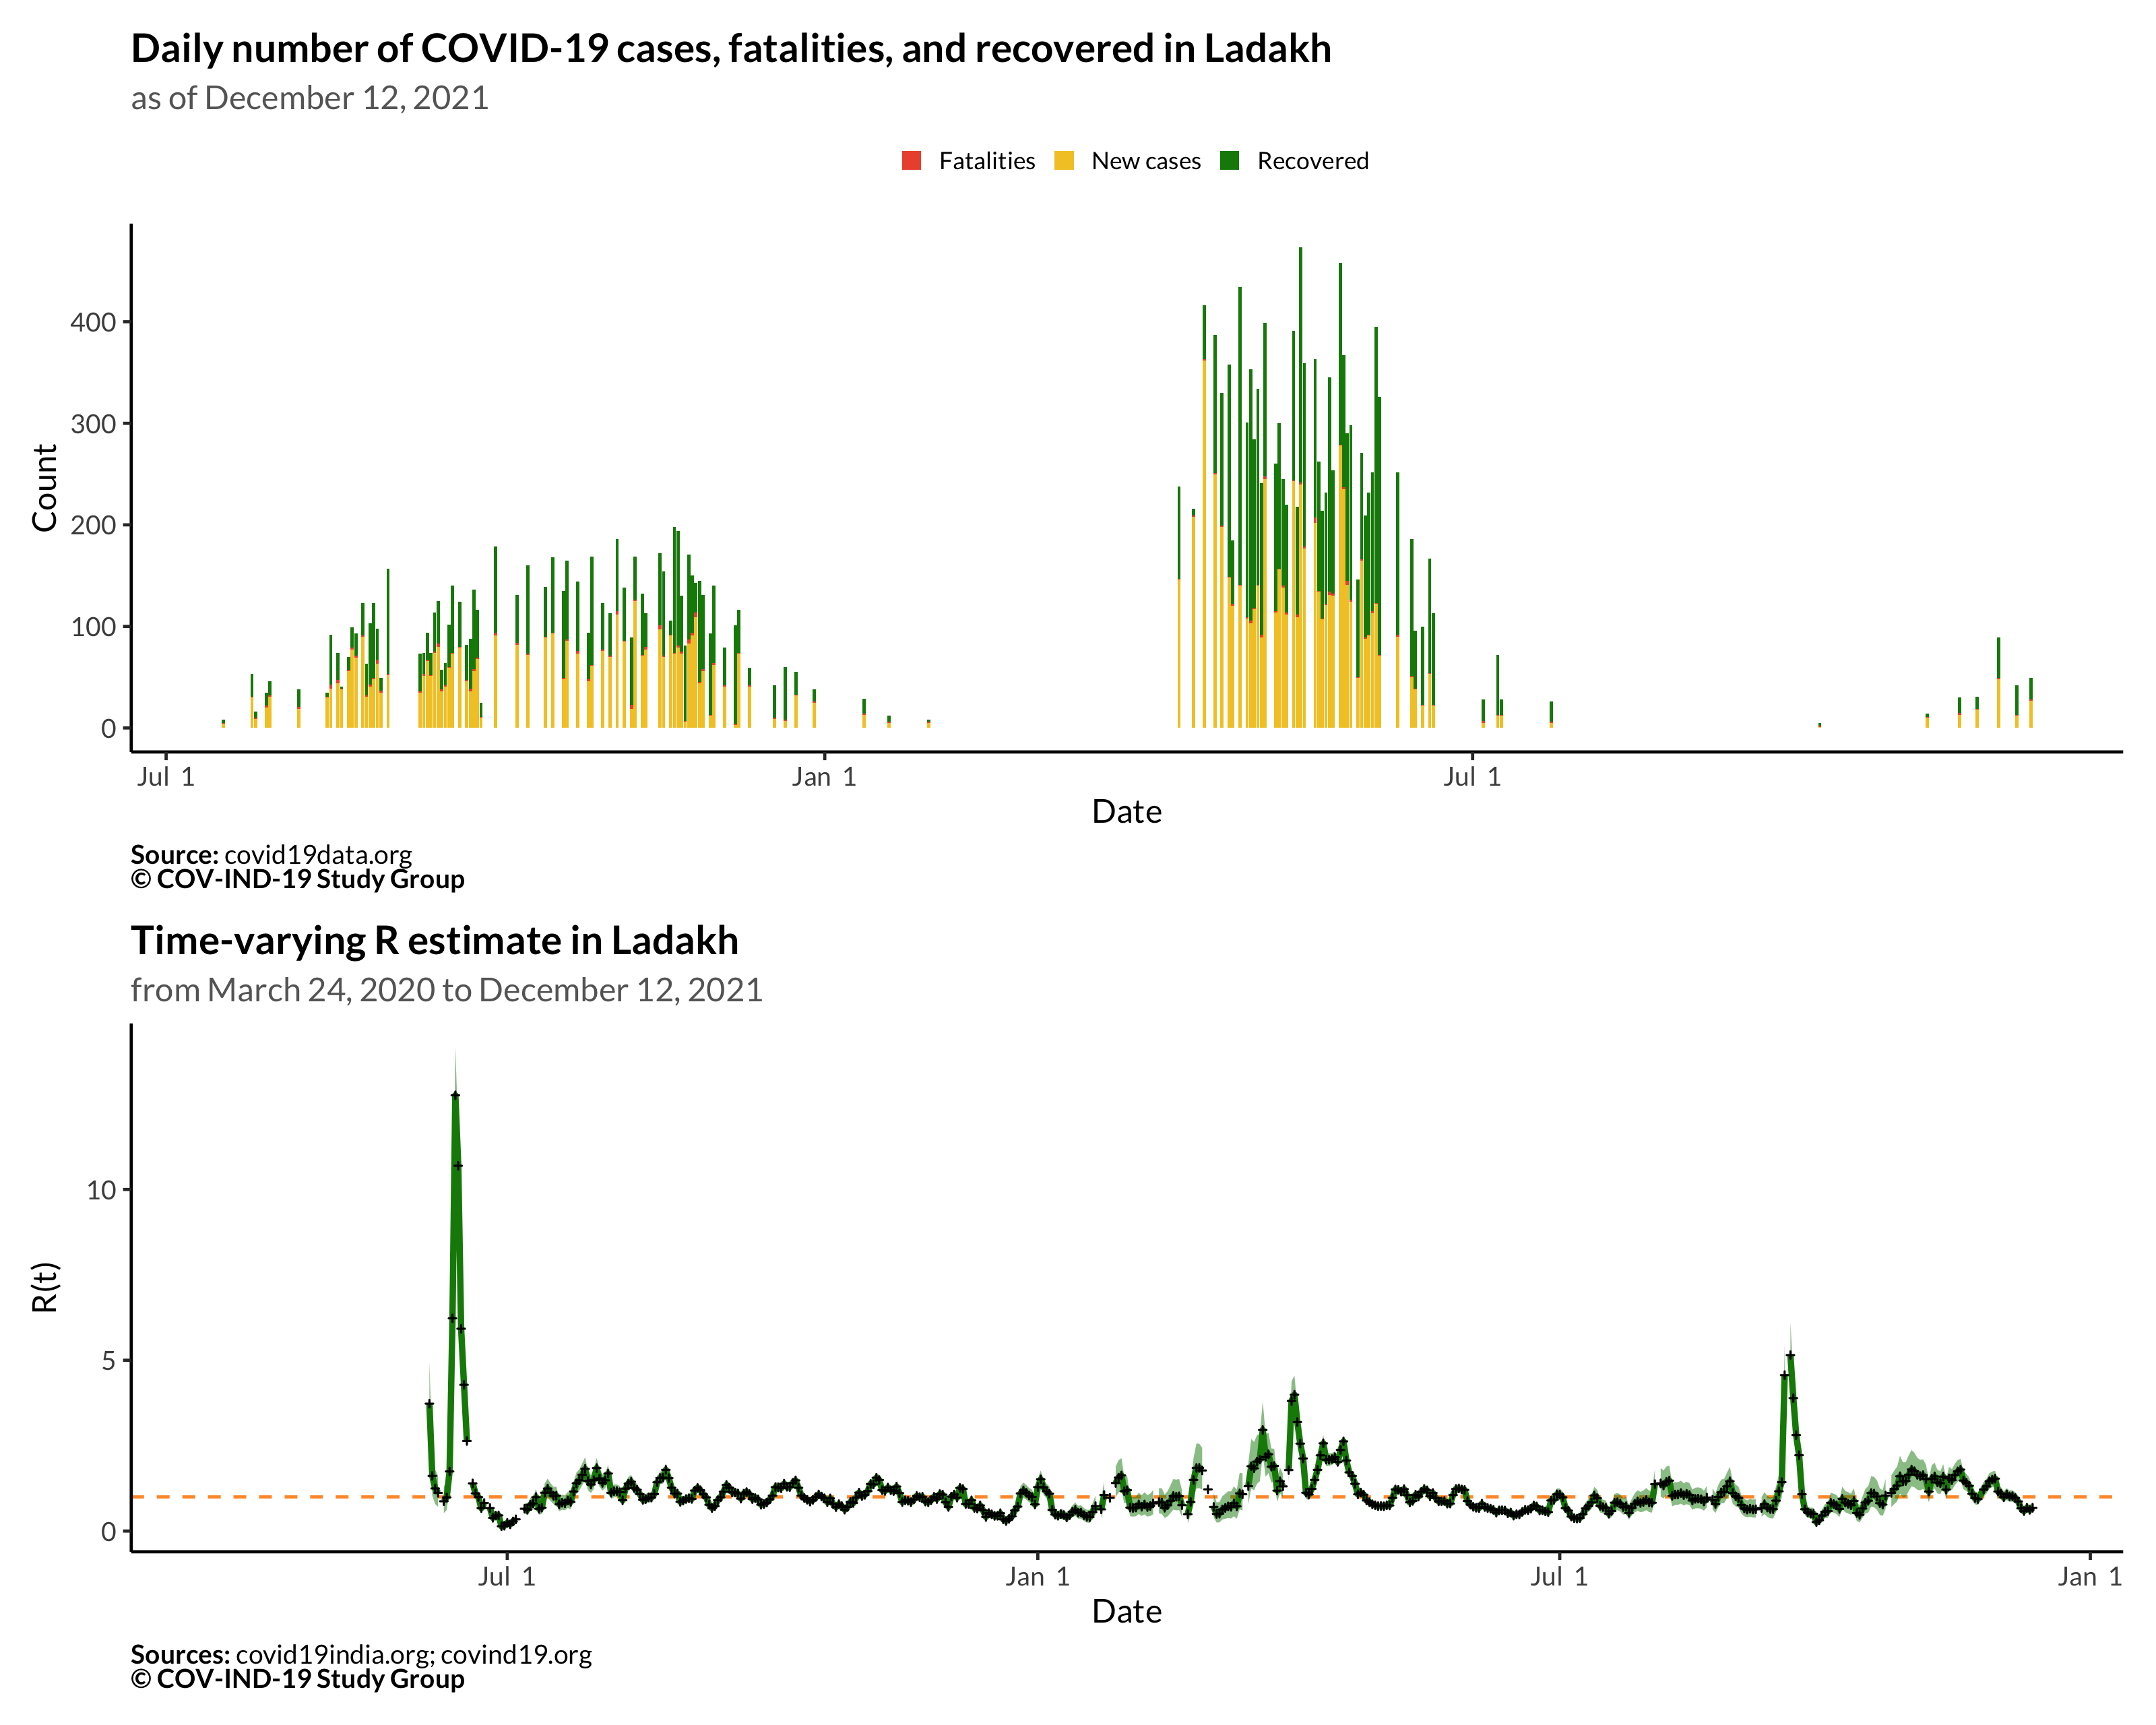 Daily number of COVID-19 cases, fatalities, and recovered in Ladakh
as of December 12, 2021
Fatalities New cases Recovered
Count
400
300
200
100
0
Jul 1 Jan 1 Jul 1
Date
Source: covid19data.org
© COV-IND-19 Study Group
Time-varying R estimate in Ladakh
from March 24, 2020 to December 12, 2021
R(t)
10
5
0
Jul 1 Jan 1 Jul 1 Jan 1
Date
Sources: covid19india.org; covind19.org
© COV-IND-19 Study Group